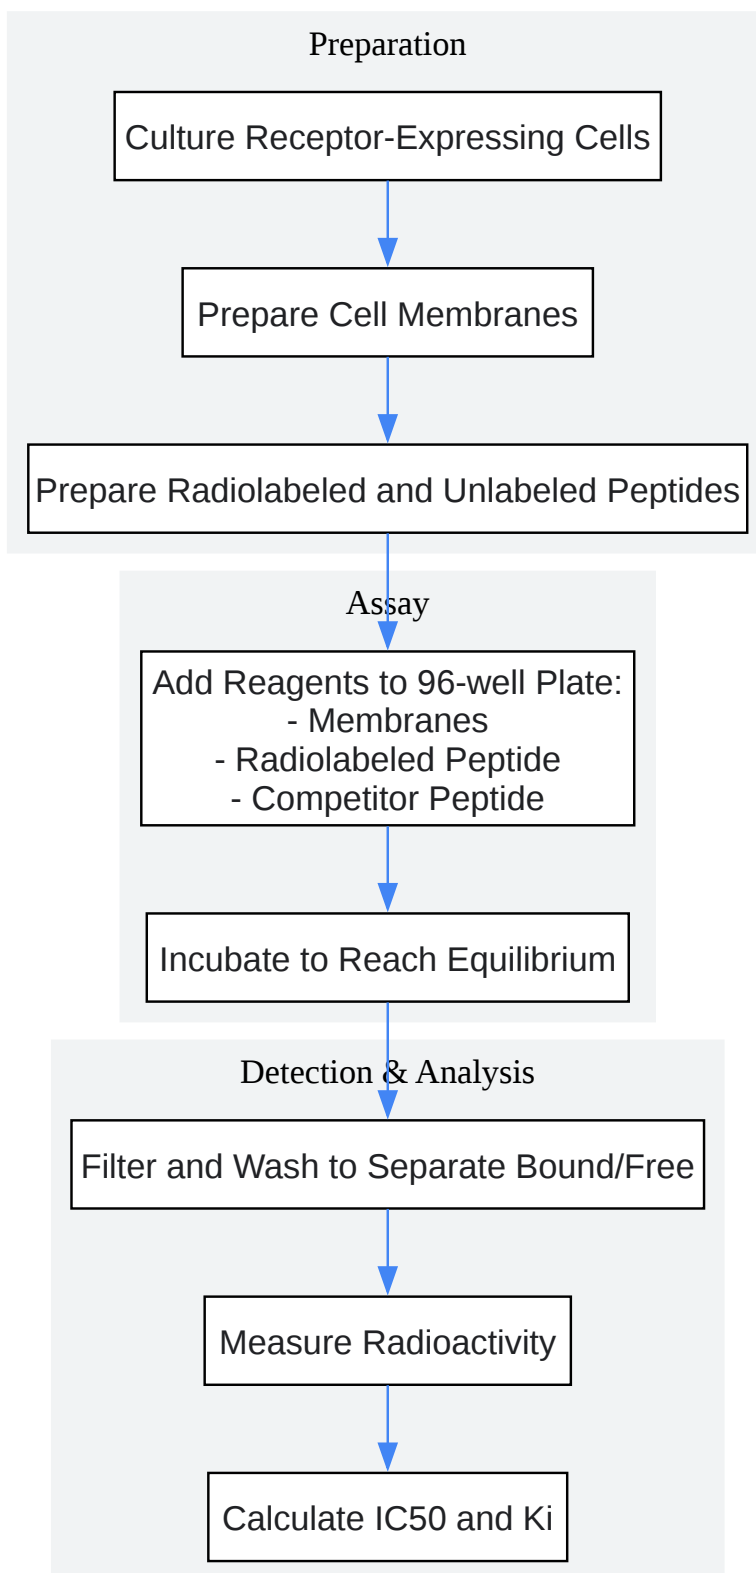 Preparation
Culture Receptor-Expressing Cells
Prepare Cell Membranes
Prepare Radiolabeled and Unlabeled Peptides
Assay
Add Reagents to 96-well Plate:
- Membranes
- Radiolabeled Peptide
- Competitor Peptide
Incubate to Reach Equilibrium
Detection & Analysis
Filter and Wash to Separate Bound/Free
Measure Radioactivity
Calculate IC50 and Ki